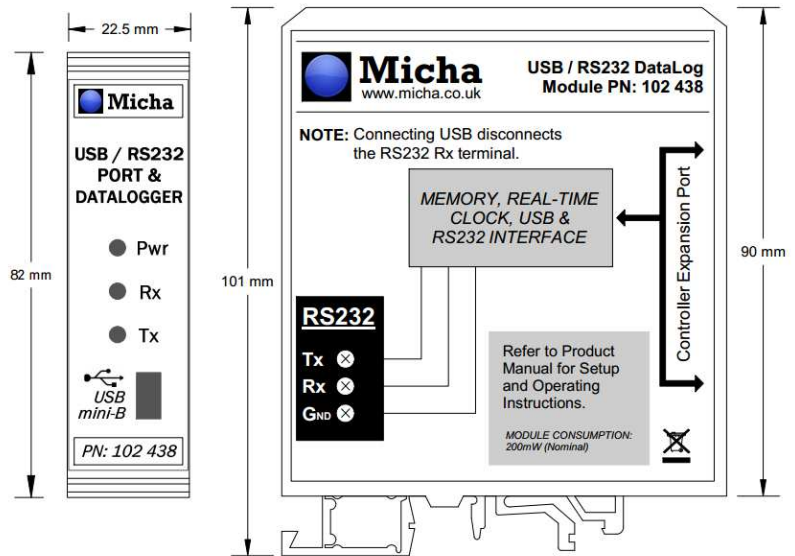 22.5 mm
82 mm
Micha
USB / RS232
PORT &
DATALOGGER
Pwr
Rx
Tx
USB
mini-B
PN: 102 438
101 mm
90 mm
Micha
www.micha.co.uk
USB / RS232 DataLog
Module PN: 102 438
NOTE: Connecting USB disconnects
the RS232 Rx terminal.
MEMORY, REAL-TIME
CLOCK, USB &
RS232 INTERFACE
Controller Expansion Port
RS232
Tx
Rx
GND
Refer to Product
Manual for Setup
and Operating
Instructions.
MODULE CONSUMPTION:
200mW (Nominal)